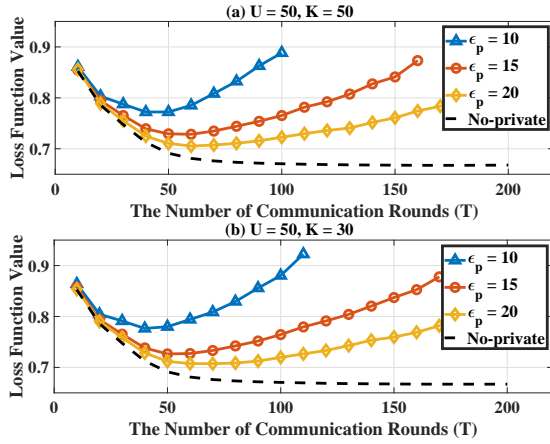 (a) U = 50, K = 50
Loss Function Value
0.9
0.8
0.7
0
50
100
150
200
The Number of Communication Rounds (T)
ϵp = 10
ϵp = 15
ϵp = 20
No-private
(b) U = 50, K = 30
Loss Function Value
0.9
0.8
0.7
0
50
100
150
200
The Number of Communication Rounds (T)
ϵp = 10
ϵp = 15
ϵp = 20
No-private